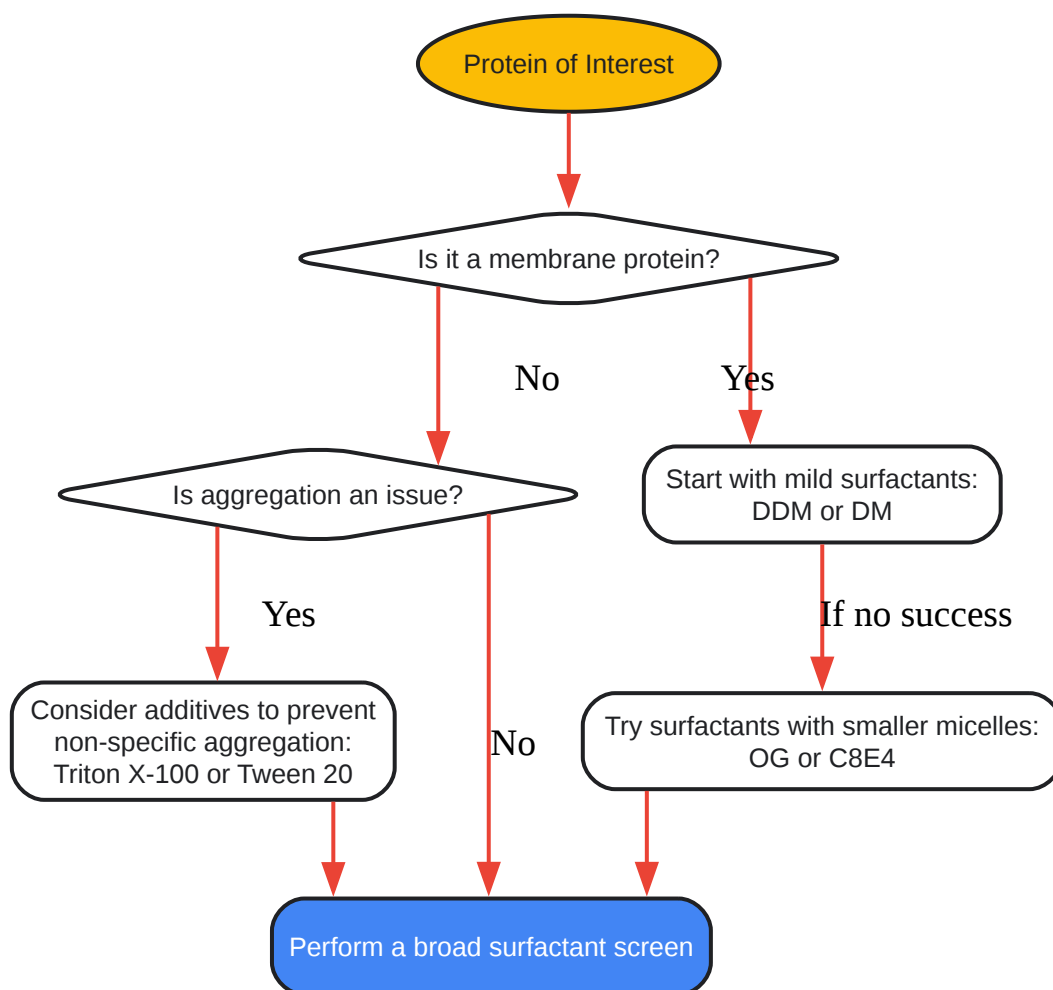 Protein of Interest
Is it a membrane protein?
No
Yes
Is aggregation an issue?
Start with mild surfactants:
DDM or DM
Yes
If no success
Consider additives to prevent
non-specific aggregation:
Triton X-100 or Tween 20
No
Try surfactants with smaller micelles:
OG or C8E4
Perform a broad surfactant screen